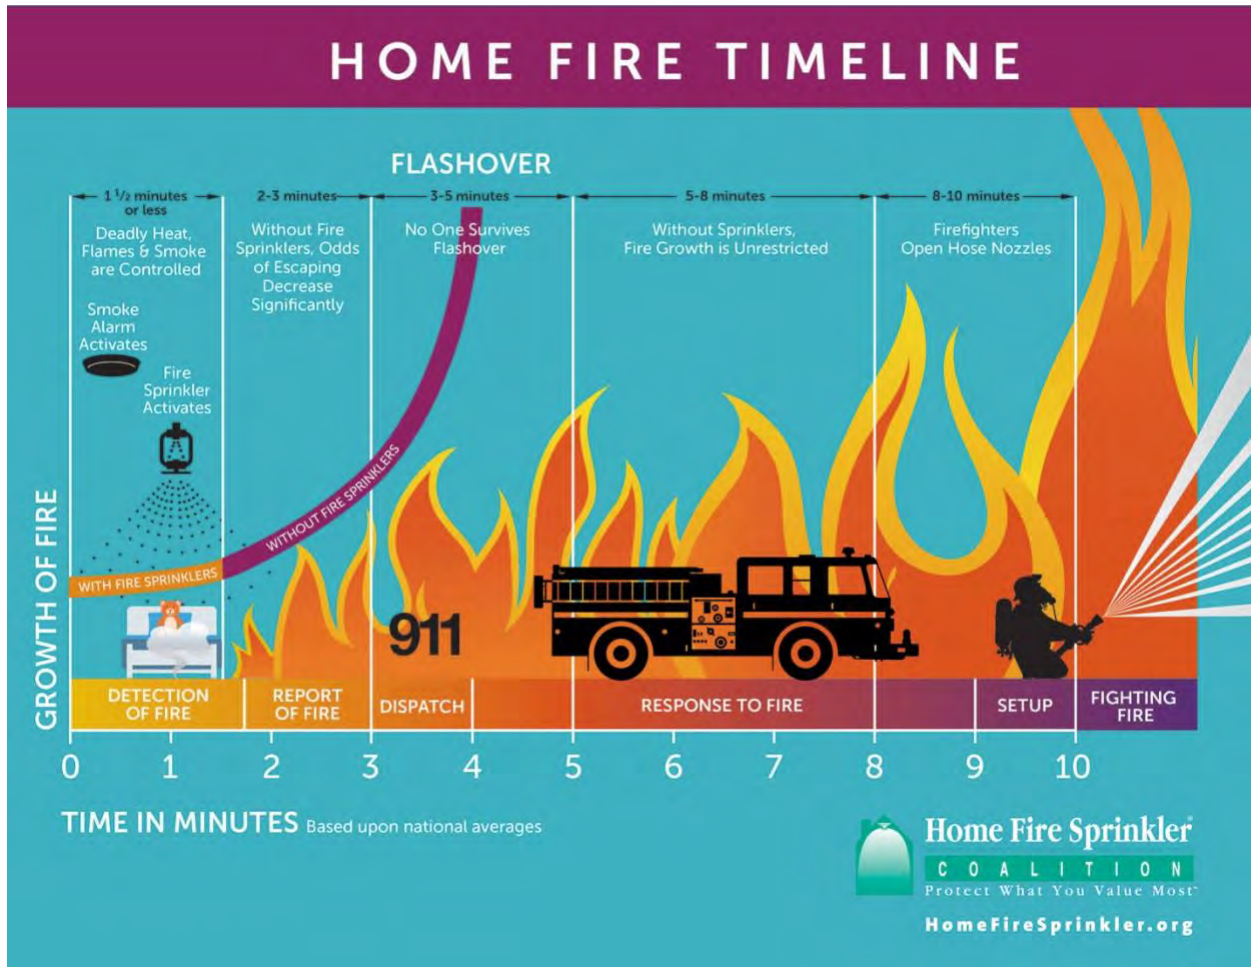 HOME FIRE TIMELINE
FLASHOVER
1 1/2 minutes
or less
2-3 minutes
3-5 minutes
5-8 minutes
8-10 minutes
Deadly Heat,
Flames & Smoke
are Controlled
Without Fire
Sprinklers, Odds
of Escaping
Decrease
Significantly
No One Survives
Flashover
Without Sprinklers,
Fire Growth is Unrestricted
Firefighters
Open Hose Nozzles
Smoke
Alarm
Activates
Fire
Sprinkler
Activates
GROWTH OF FIRE
WITH FIRE SPRINKLERS
WITHOUT FIRE SPRINKLERS
911
DETECTION
OF FIRE
REPORT
OF FIRE
DISPATCH
RESPONSE TO FIRE
SETUP
FIGHTING
FIRE
0 1 2 3 4 5 6 7 8 9 10
TIME IN MINUTES Based upon national averages
Home Fire Sprinkler®
COALITION
Protect What You Value Most™
HomeFireSprinkler.org